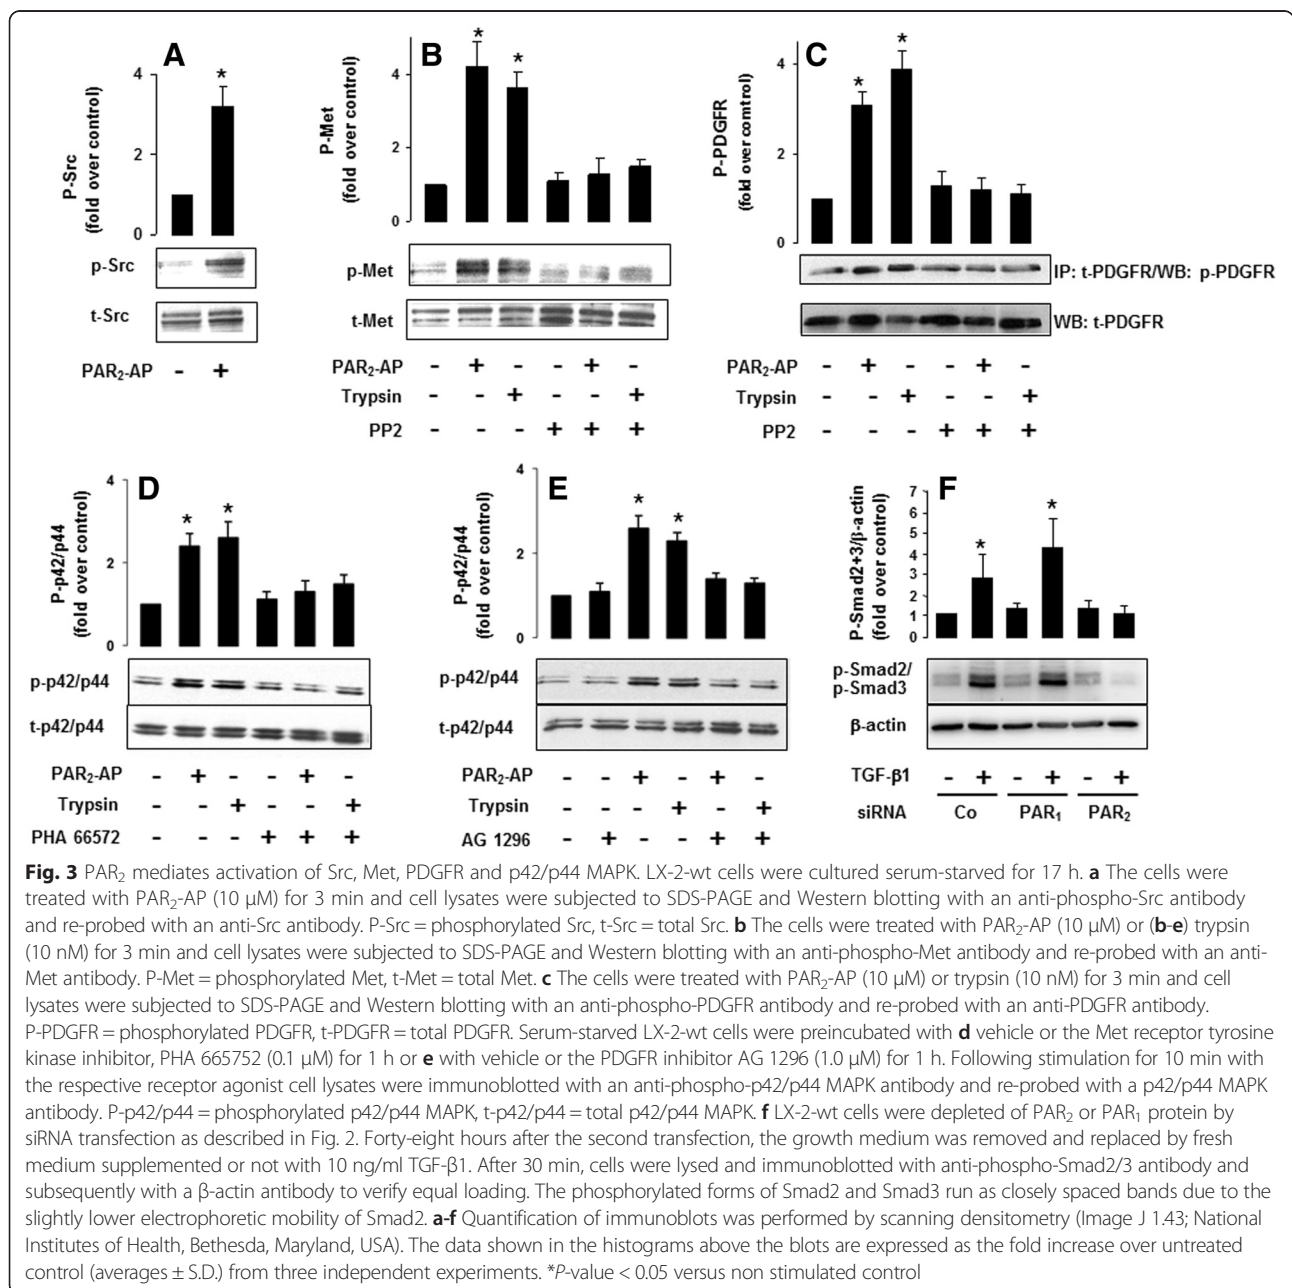 A
4
*
2
0
P-Src
(fold over control)
p-Src
t-Src
PAR₂-AP - +
B
4
*
*
2
0
P-Met
(fold over control)
p-Met
t-Met
PAR₂-AP - + - - + -
Trypsin - - + - - +
PP2 - - - + + +
C
4
*
*
2
0
P-PDGFR
(fold over comtrol)
IP: t-PDGFR/WB: p-PDGFR
WB: t-PDGFR
PAR₂-AP - + - - + -
Trypsin - - + - - +
PP2 - - - + + +
D
4
*
*
2
0
P-p42/p44
(fold over control)
p-p42/p44
t-p42/p44
PAR₂-AP - + - - + -
Trypsin - - + - - +
PHA 66572 - - - + + +
E
4
*
*
2
0
P-p42/p44
(fold over control)
p-p42/p44
t-p42/p44
PAR₂-AP - - + - + -
Trypsin - - - + - +
AG 1296 - + - - + +
F
7
6
5
4
3
2
1
0
*
*
P-Smad2+3/β-actin
(fold over control)
p-Smad2/
p-Smad3
β-actin
TGF-β1 - + - + - +
siRNA Co PAR₁ PAR₂
Fig. 3 PAR₂ mediates activation of Src, Met, PDGFR and p42/p44 MAPK. LX-2-wt cells were cultured serum-starved for 17 h. a The cells were
treated with PAR₂-AP (10 μM) for 3 min and cell lysates were subjected to SDS-PAGE and Western blotting with an anti-phospho-Src antibody
and re-probed with an anti-Src antibody. P-Src = phosphorylated Src, t-Src = total Src. b The cells were treated with PAR₂-AP (10 μM) or (b-e) trypsin
(10 nM) for 3 min and cell lysates were subjected to SDS-PAGE and Western blotting with an anti-phospho-Met antibody and re-probed with an anti-
Met antibody. P-Met = phosphorylated Met, t-Met = total Met. c The cells were treated with PAR₂-AP (10 μM) or trypsin (10 nM) for 3 min and cell
lysates were subjected to SDS-PAGE and Western blotting with an anti-phospho-PDGFR antibody and re-probed with an anti-PDGFR antibody.
P-PDGFR = phosphorylated PDGFR, t-PDGFR = total PDGFR. Serum-starved LX-2-wt cells were preincubated with d vehicle or the Met receptor tyrosine
kinase inhibitor, PHA 665752 (0.1 μM) for 1 h or e with vehicle or the PDGFR inhibitor AG 1296 (1.0 μM) for 1 h. Following stimulation for 10 min with
the respective receptor agonist cell lysates were immunoblotted with an anti-phospho-p42/p44 MAPK antibody and re-probed with a p42/p44 MAPK
antibody. P-p42/p44 = phosphorylated p42/p44 MAPK, t-p42/p44 = total p42/p44 MAPK. f LX-2-wt cells were depleted of PAR₂ or PAR₁ protein by
siRNA transfection as described in Fig. 2. Forty-eight hours after the second transfection, the growth medium was removed and replaced by fresh
medium supplemented or not with 10 ng/ml TGF-β1. After 30 min, cells were lysed and immunoblotted with anti-phospho-Smad2/3 antibody and
subsequently with a β-actin antibody to verify equal loading. The phosphorylated forms of Smad2 and Smad3 run as closely spaced bands due to the
slightly lower electrophoretic mobility of Smad2. a-f Quantification of immunoblots was performed by scanning densitometry (Image J 1.43; National
Institutes of Health, Bethesda, Maryland, USA). The data shown in the histograms above the blots are expressed as the fold increase over untreated
control (averages ± S.D.) from three independent experiments. *P-value < 0.05 versus non stimulated control